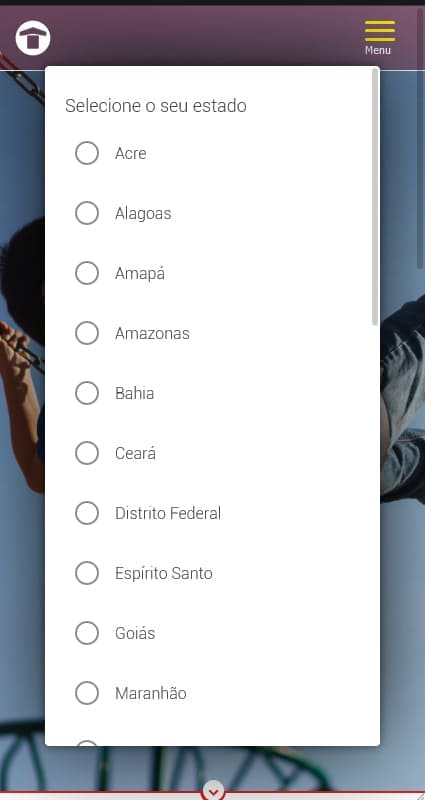 Menu
Selecione o seu estado
Acre
Alagoas
Amapá
Amazonas
Bahia
Ceará
Distrito Federal
Espírito Santo
Goiás
Maranhão